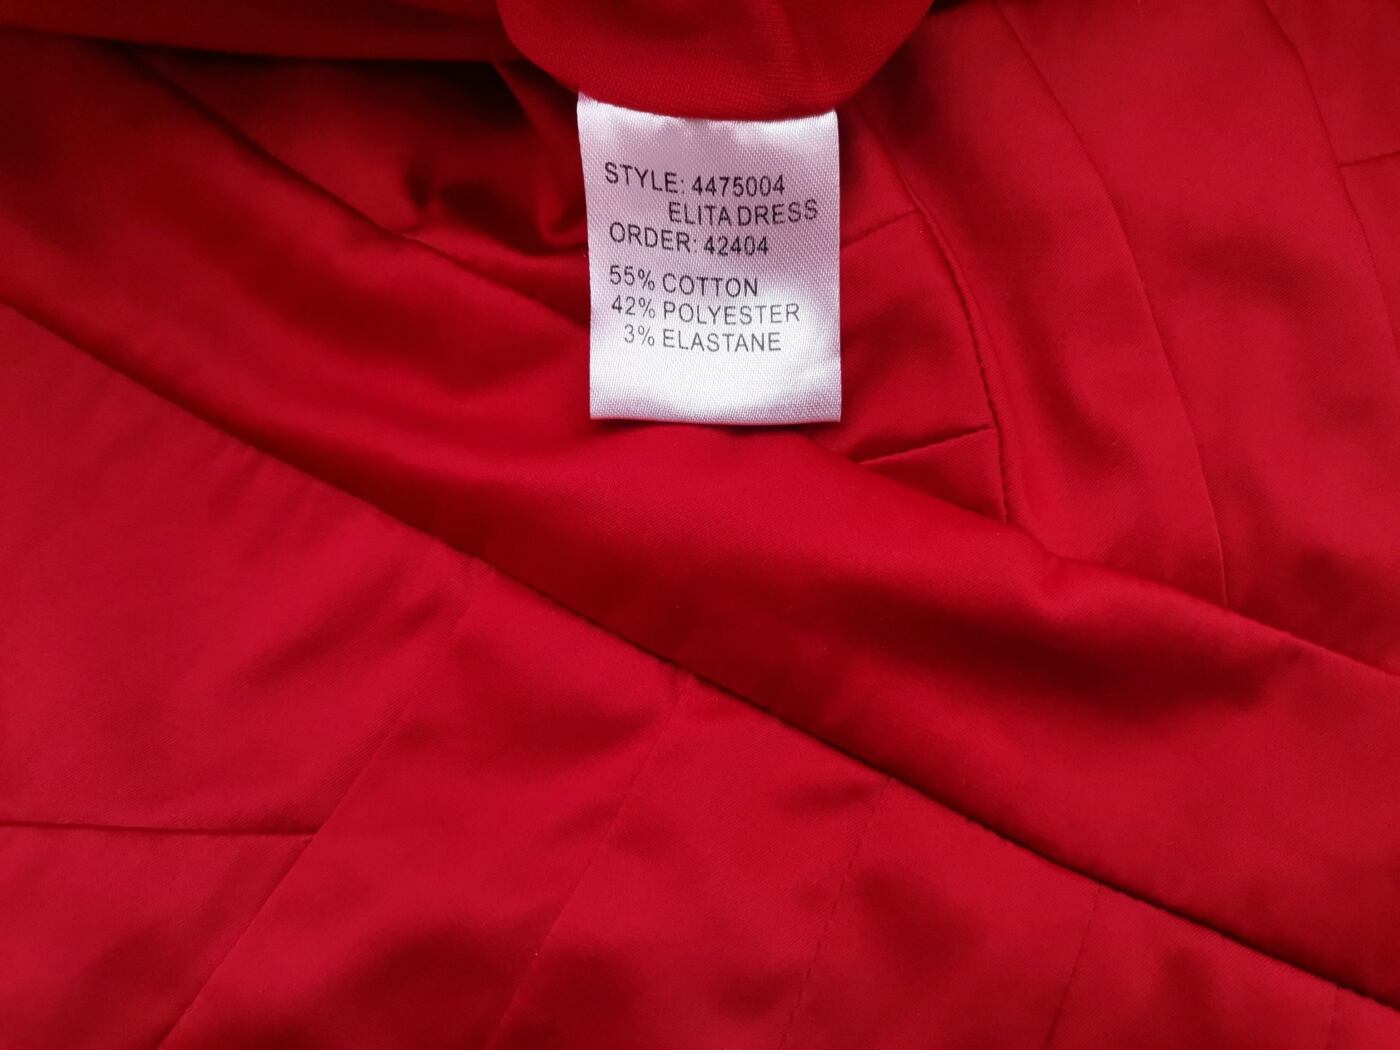 STYLE: 4475004
ELITA DRESS
ORDER: 42404
55% COTTON
42% POLYESTER
3% ELASTANE